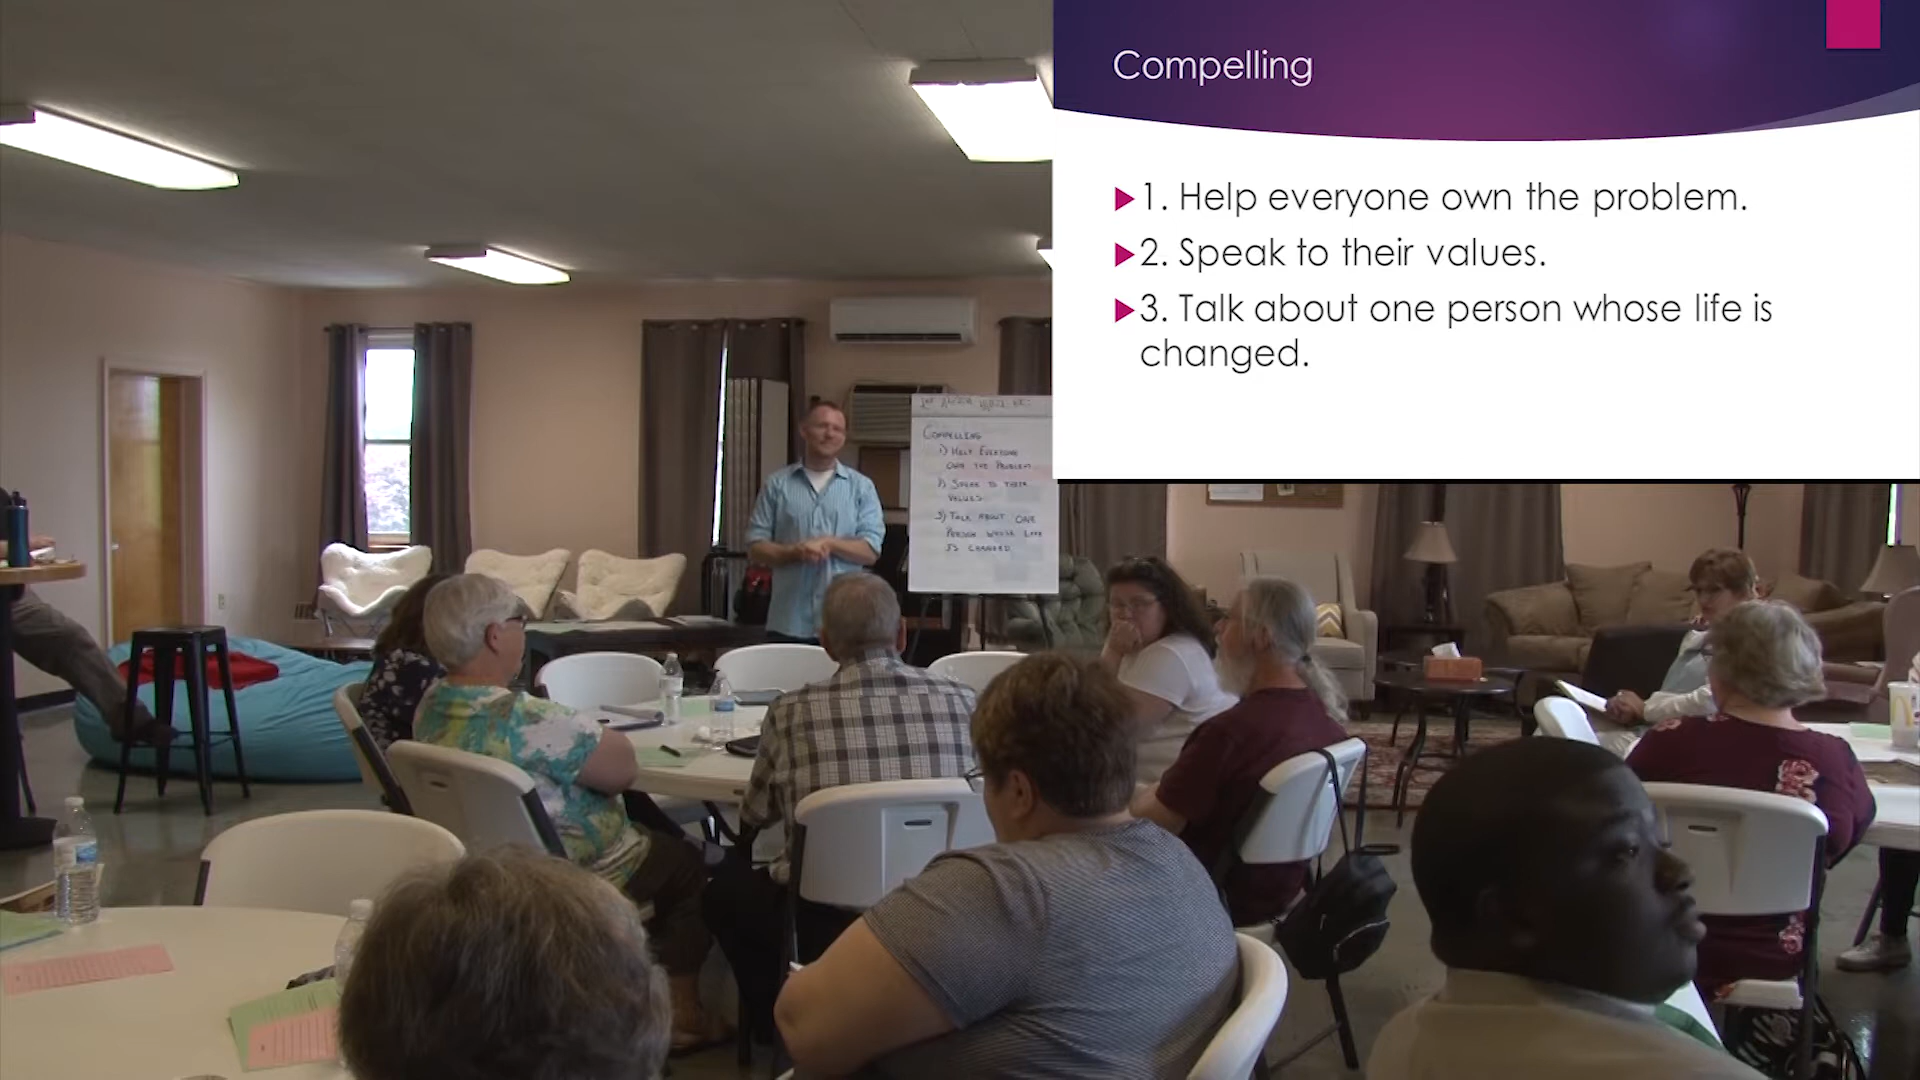 Compelling
1. Help everyone own the problem.
2. Speak to their values.
3. Talk about one person whose life is
changed.
COMPELLING
1) HELP EVERYONE
OWN THE PROBLEM
2) SPEAK TO THEIR
VALUES
3) TALK ABOUT ONE
PERSON WHOSE LIFE
IS CHANGED